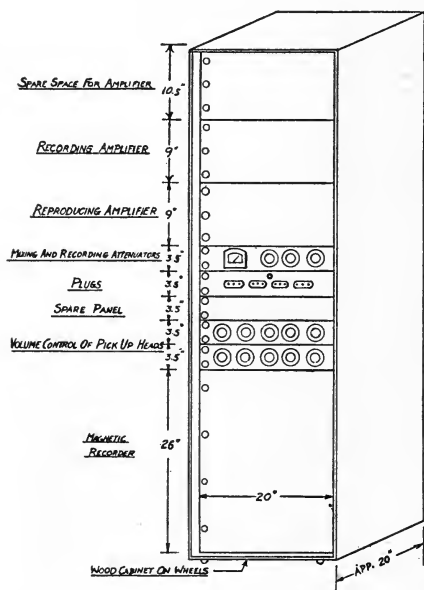 SPARE SPACE FOR AMPLIFIER
10.5"
RECORDING AMPLIFIER
9"
REPRODUCING AMPLIFIER
9"
MIXING AND RECORDING ATTENUATORS
3.5"
PLUGS
3.5"
SPARE PANEL
3.5"
3.5"
VOLUME CONTROL OF PICK UP HEADS
3.5"
MAGNETIC
RECORDER
26"
20"
WOOD CABINET ON WHEELS
APP. 20"